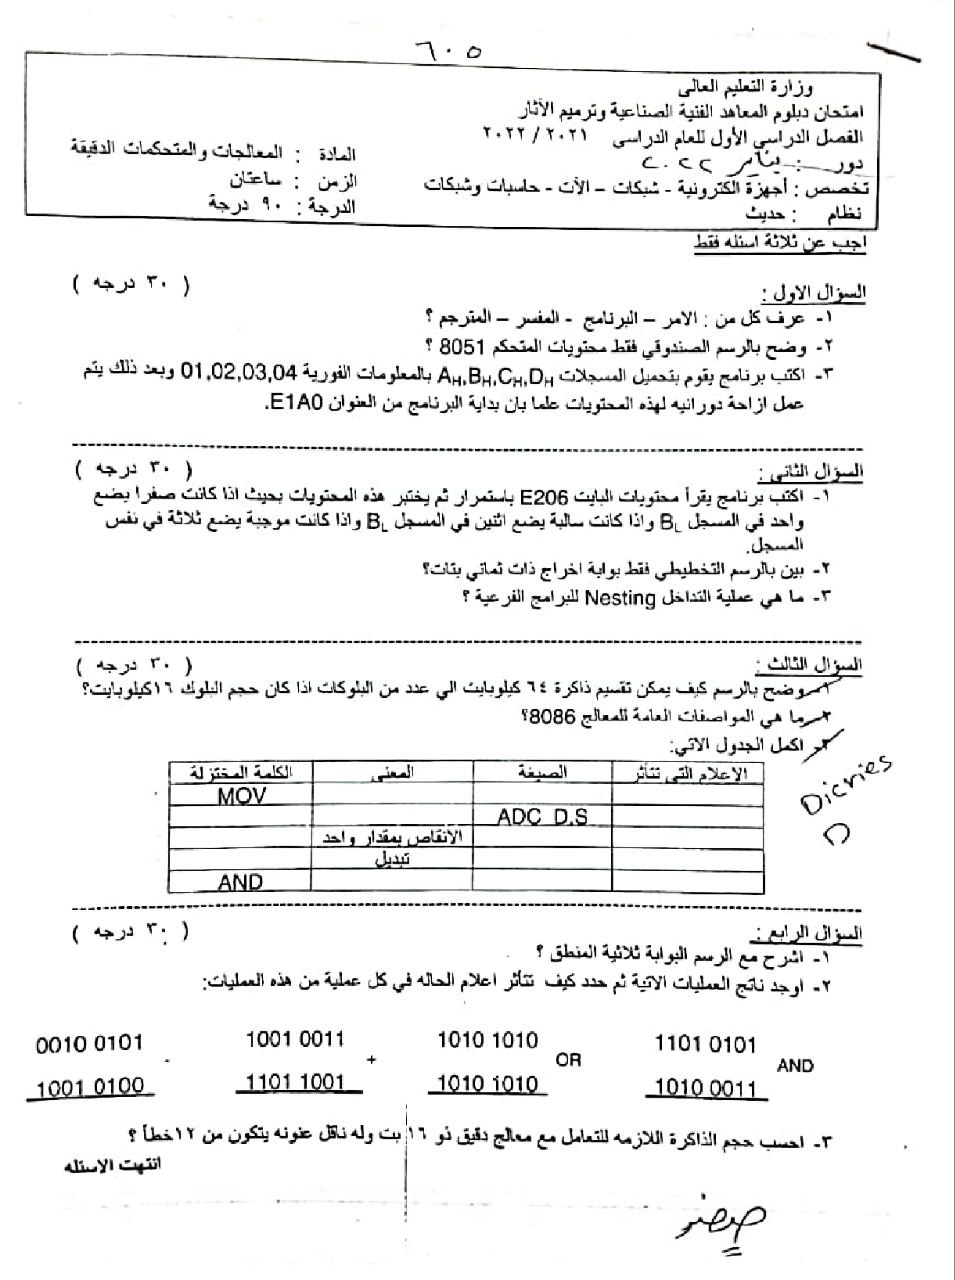 ٦٠٥
وزارة التعليم العالى
امتحان دبلوم المعاهد الفنية الصناعية وترميم الآثار
الفصل الدراسي الأول للعام الدراسى ٢٠٢١ / ٢٠٢٢
دور : يناير ٢٠٢٢
تخصص : أجهزة الكترونية - شبكات - الآت - حاسبات وشبكات
نظام : حديث
المادة : المعالجات والمتحكمات الدقيقة
الزمن : ساعتان
الدرجة : ٩٠ درجة
اجب عن ثلاثة اسئله فقط
السؤال الاول : ( ٣٠ درجه )
١- عرف كل من : الامر – البرنامج - المفسر – المترجم ؟
٢- وضح بالرسم الصندوقي فقط محتويات المتحكم 8051 ؟
٣- اكتب برنامج يقوم بتحميل المسجلات AH,BH,CH,DH بالمعلومات الفورية 01,02,03,04 وبعد ذلك يتم
عمل ازاحة دورانيه لهذه المحتويات علما بان بداية البرنامج من العنوان E1A0.
السؤال الثانى : ( ٣٠ درجه )
١- اكتب برنامج يقرأ محتويات البايت E206 باستمرار ثم يختبر هذه المحتويات بحيث اذا كانت صفرا يضع
واحد في المسجل BL واذا كانت سالبة يضع اثنين في المسجل BL واذا كانت موجبة يضع ثلاثة في نفس
المسجل.
٢- بين بالرسم التخطيطي فقط بوابة اخراج ذات ثماني بتات؟
٣- ما هي عملية التداخل Nesting للبرامج الفرعية ؟
السؤال الثالث : ( ٣٠ درجه )
١- وضح بالرسم كيف يمكن تقسيم ذاكرة ٦٤ كيلوبايت الي عدد من البلوكات اذا كان حجم البلوك ١٦كيلوبايت؟
٢- ما هي المواصفات العامة للمعالج 8086؟
٣- اكمل الجدول الاتي:
الاعلام التى تتأثر الصيغة المعنى الكلمة المختزلة
MOV
ADC D.S
الانقاص بمقدار واحد
تبديل
AND
السؤال الرابع : ( ٣٠ درجه )
١- اشرح مع الرسم البوابة ثلاثية المنطق ؟
٢- اوجد ناتج العمليات الاتية ثم حدد كيف تتأثر اعلام الحاله في كل عملية من هذه العمليات:
0010 0101 1001 0011 1010 1010 1101 0101
- + OR AND
1001 0100 1101 1001 1010 1010 1010 0011
٣- احسب حجم الذاكرة اللازمه للتعامل مع معالج دقيق ذو ١٦ بت وله ناقل عنونه يتكون من ١٢خطأ ؟
انتهت الاسئله